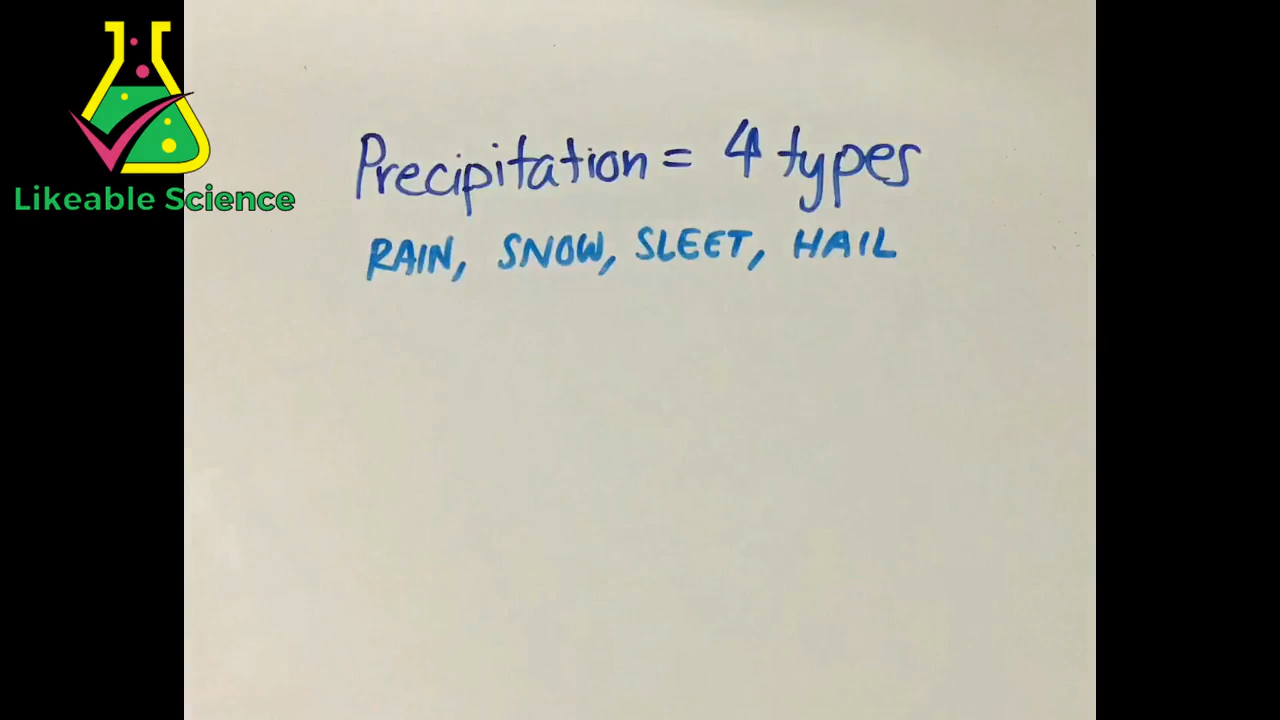 Precipitation = 4 types
RAIN, SNOW, SLEET, HAIL
Likeable Science